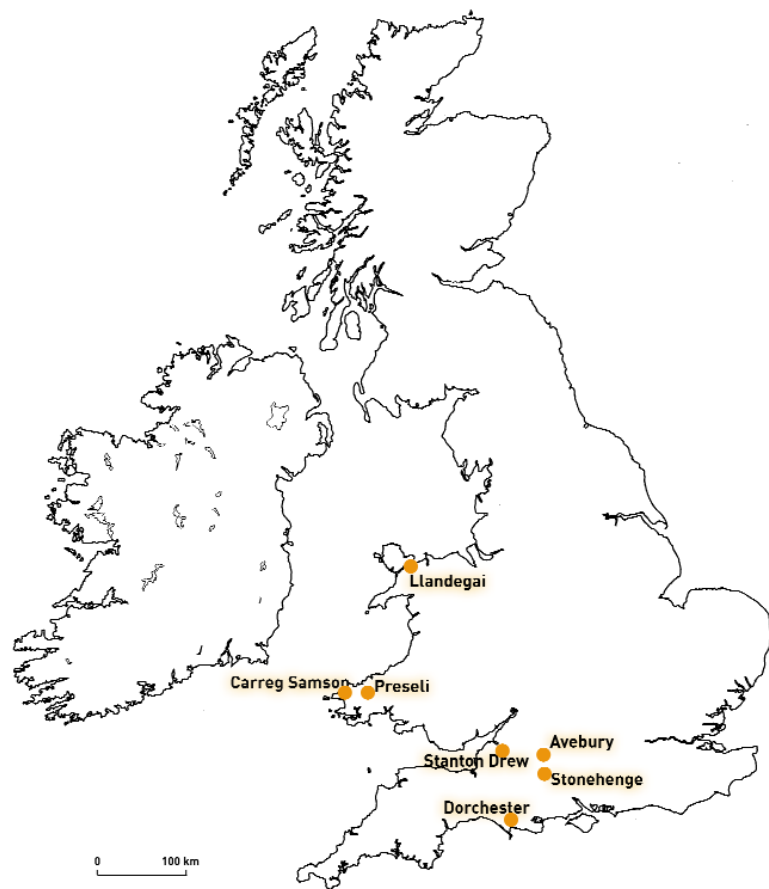 Llandegai
Carreg Samson
Preseli
Avebury
Stanton Drew
Stonehenge
Dorchester
0 100 km